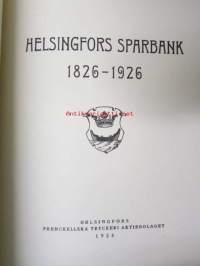 HELSINGFORS SPARBANK
1826-1926
HELSINGFORS
FRENCKELLSKA TRYCKERI AKTIEBOLAGET
1926